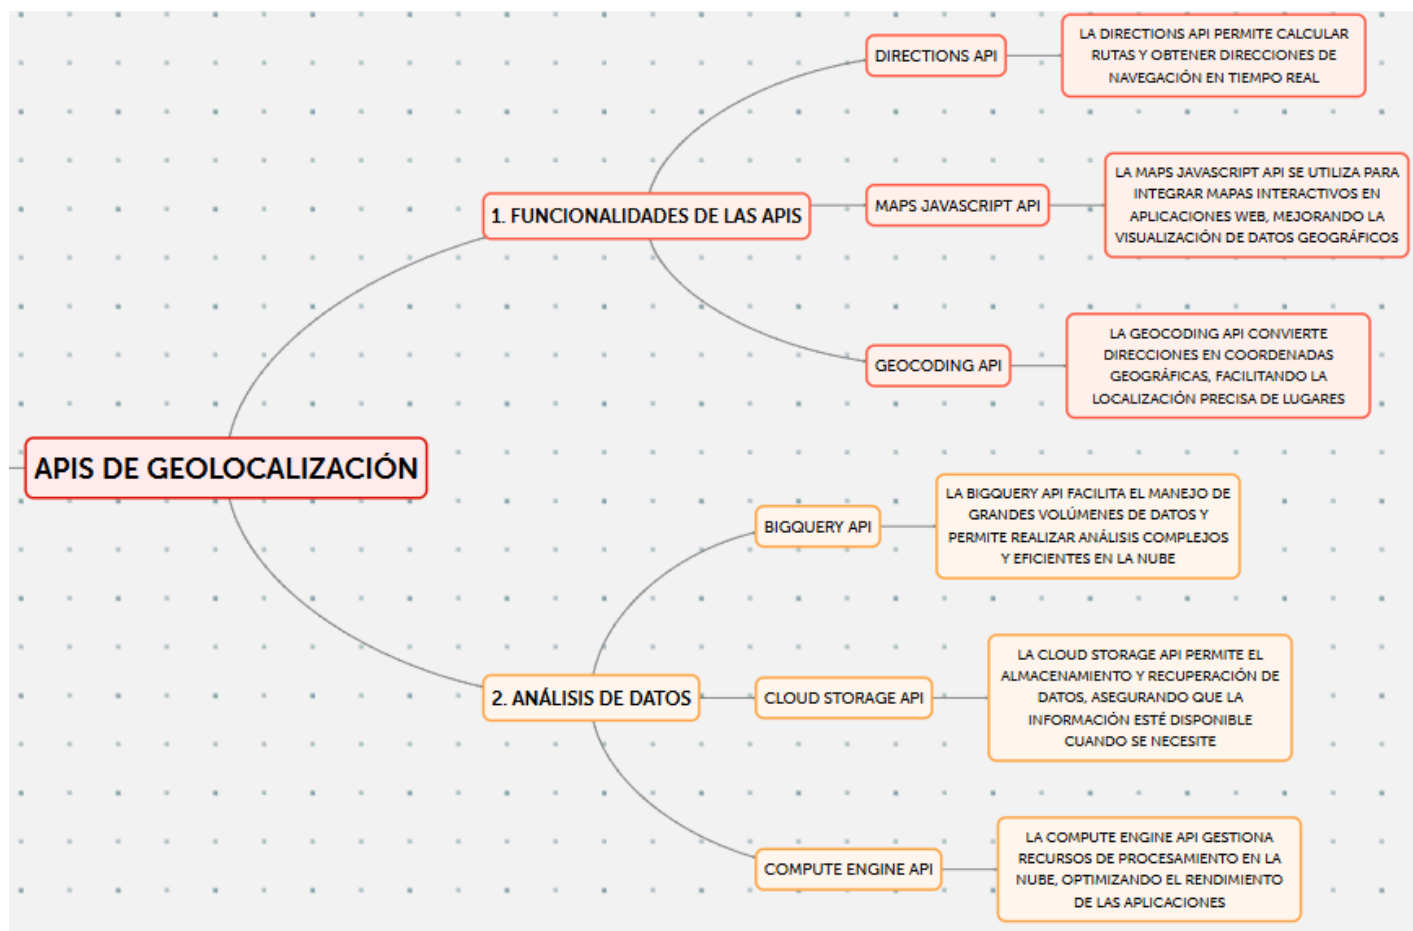 APIS DE GEOLOCALIZACIÓN
1. FUNCIONALIDADES DE LAS APIS
DIRECTIONS API
LA DIRECTIONS API PERMITE CALCULAR
RUTAS Y OBTENER DIRECCIONES DE
NAVEGACIÓN EN TIEMPO REAL
MAPS JAVASCRIPT API
LA MAPS JAVASCRIPT API SE UTILIZA PARA
INTEGRAR MAPAS INTERACTIVOS EN
APLICACIONES WEB, MEJORANDO LA
VISUALIZACIÓN DE DATOS GEOGRÁFICOS
GEOCODING API
LA GEOCODING API CONVIERTE
DIRECCIONES EN COORDENADAS
GEOGRÁFICAS, FACILITANDO LA
LOCALIZACIÓN PRECISA DE LUGARES
2. ANÁLISIS DE DATOS
BIGQUERY API
LA BIGQUERY API FACILITA EL MANEJO DE
GRANDES VOLÚMENES DE DATOS Y
PERMITE REALIZAR ANÁLISIS COMPLEJOS
Y EFICIENTES EN LA NUBE
CLOUD STORAGE API
LA CLOUD STORAGE API PERMITE EL
ALMACENAMIENTO Y RECUPERACIÓN DE
DATOS, ASEGURANDO QUE LA
INFORMACIÓN ESTÉ DISPONIBLE
CUANDO SE NECESITE
COMPUTE ENGINE API
LA COMPUTE ENGINE API GESTIONA
RECURSOS DE PROCESAMIENTO EN LA
NUBE, OPTIMIZANDO EL RENDIMIENTO
DE LAS APLICACIONES